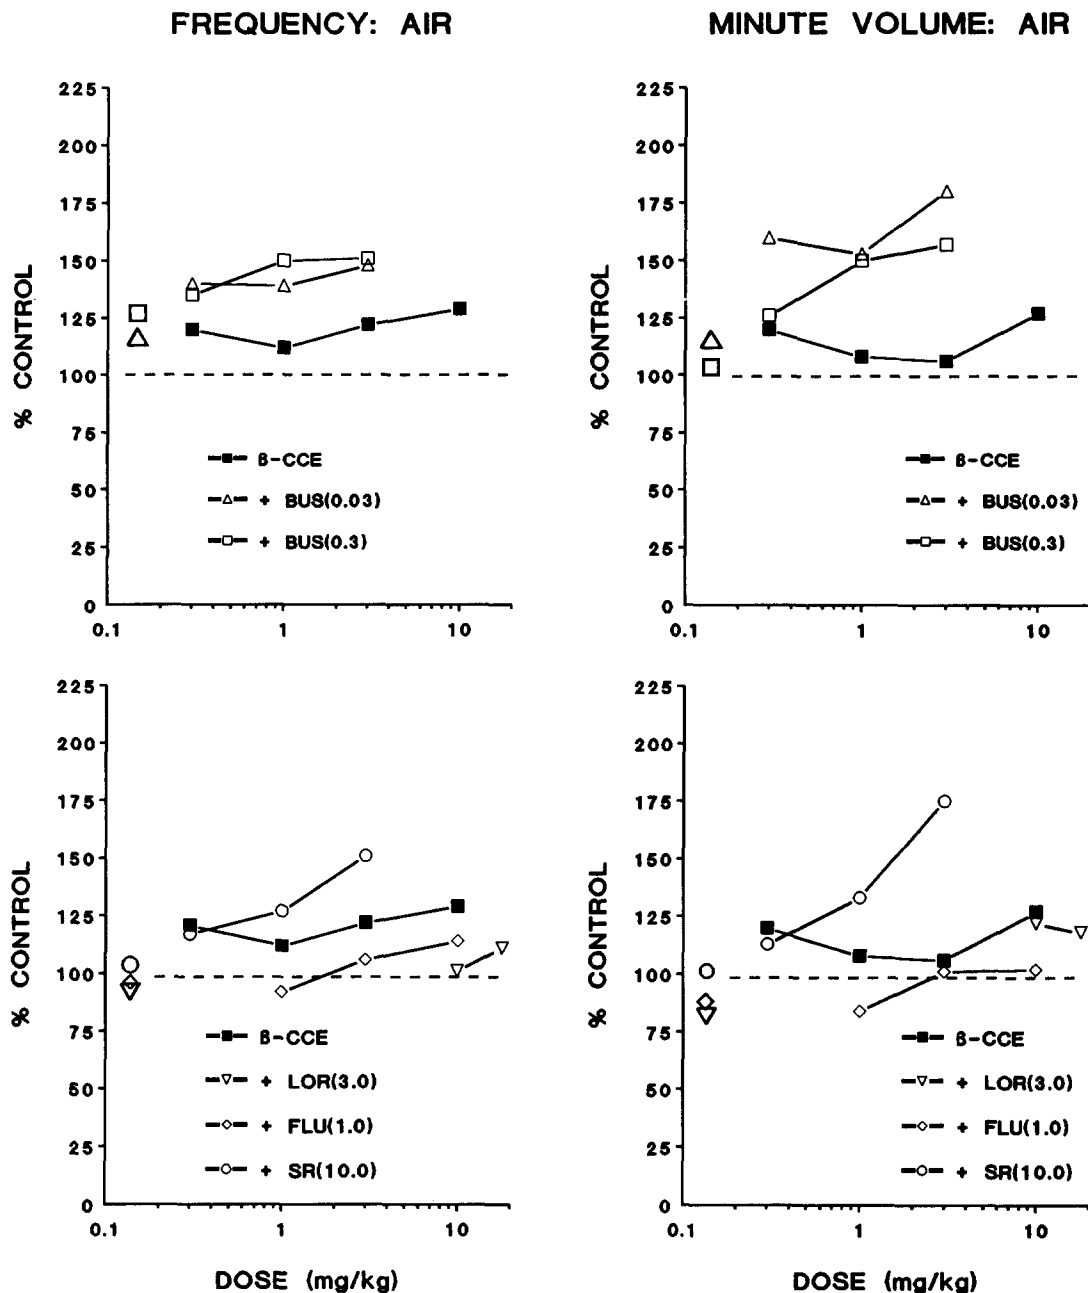 FREQUENCY: AIR
MINUTE VOLUME: AIR
% CONTROL
225
200
175
150
125
100
75
50
25
0
0.1
1
10
β-CCE
+ BUS(0.03)
+ BUS(0.3)
% CONTROL
225
200
175
150
125
100
75
50
25
0
0.1
1
10
β-CCE
+ BUS(0.03)
+ BUS(0.3)
% CONTROL
225
200
175
150
125
100
75
50
25
0
0.1
1
10
β-CCE
+ LOR(3.0)
+ FLU(1.0)
+ SR(10.0)
DOSE (mg/kg)
% CONTROL
225
200
175
150
125
100
75
50
25
0
0.1
1
10
β-CCE
+ LOR(3.0)
+ FLU(1.0)
+ SR(10.0)
DOSE (mg/kg)